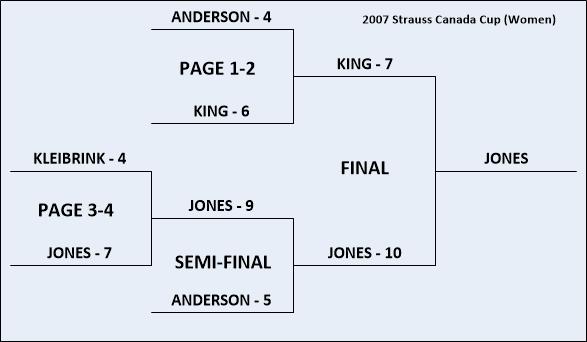 ANDERSON - 4
2007 Strauss Canada Cup (Women)
PAGE 1-2
KING - 7
KING - 6
KLEIBRINK - 4
FINAL
JONES
PAGE 3-4
JONES - 9
JONES - 7
SEMI-FINAL
JONES - 10
ANDERSON - 5